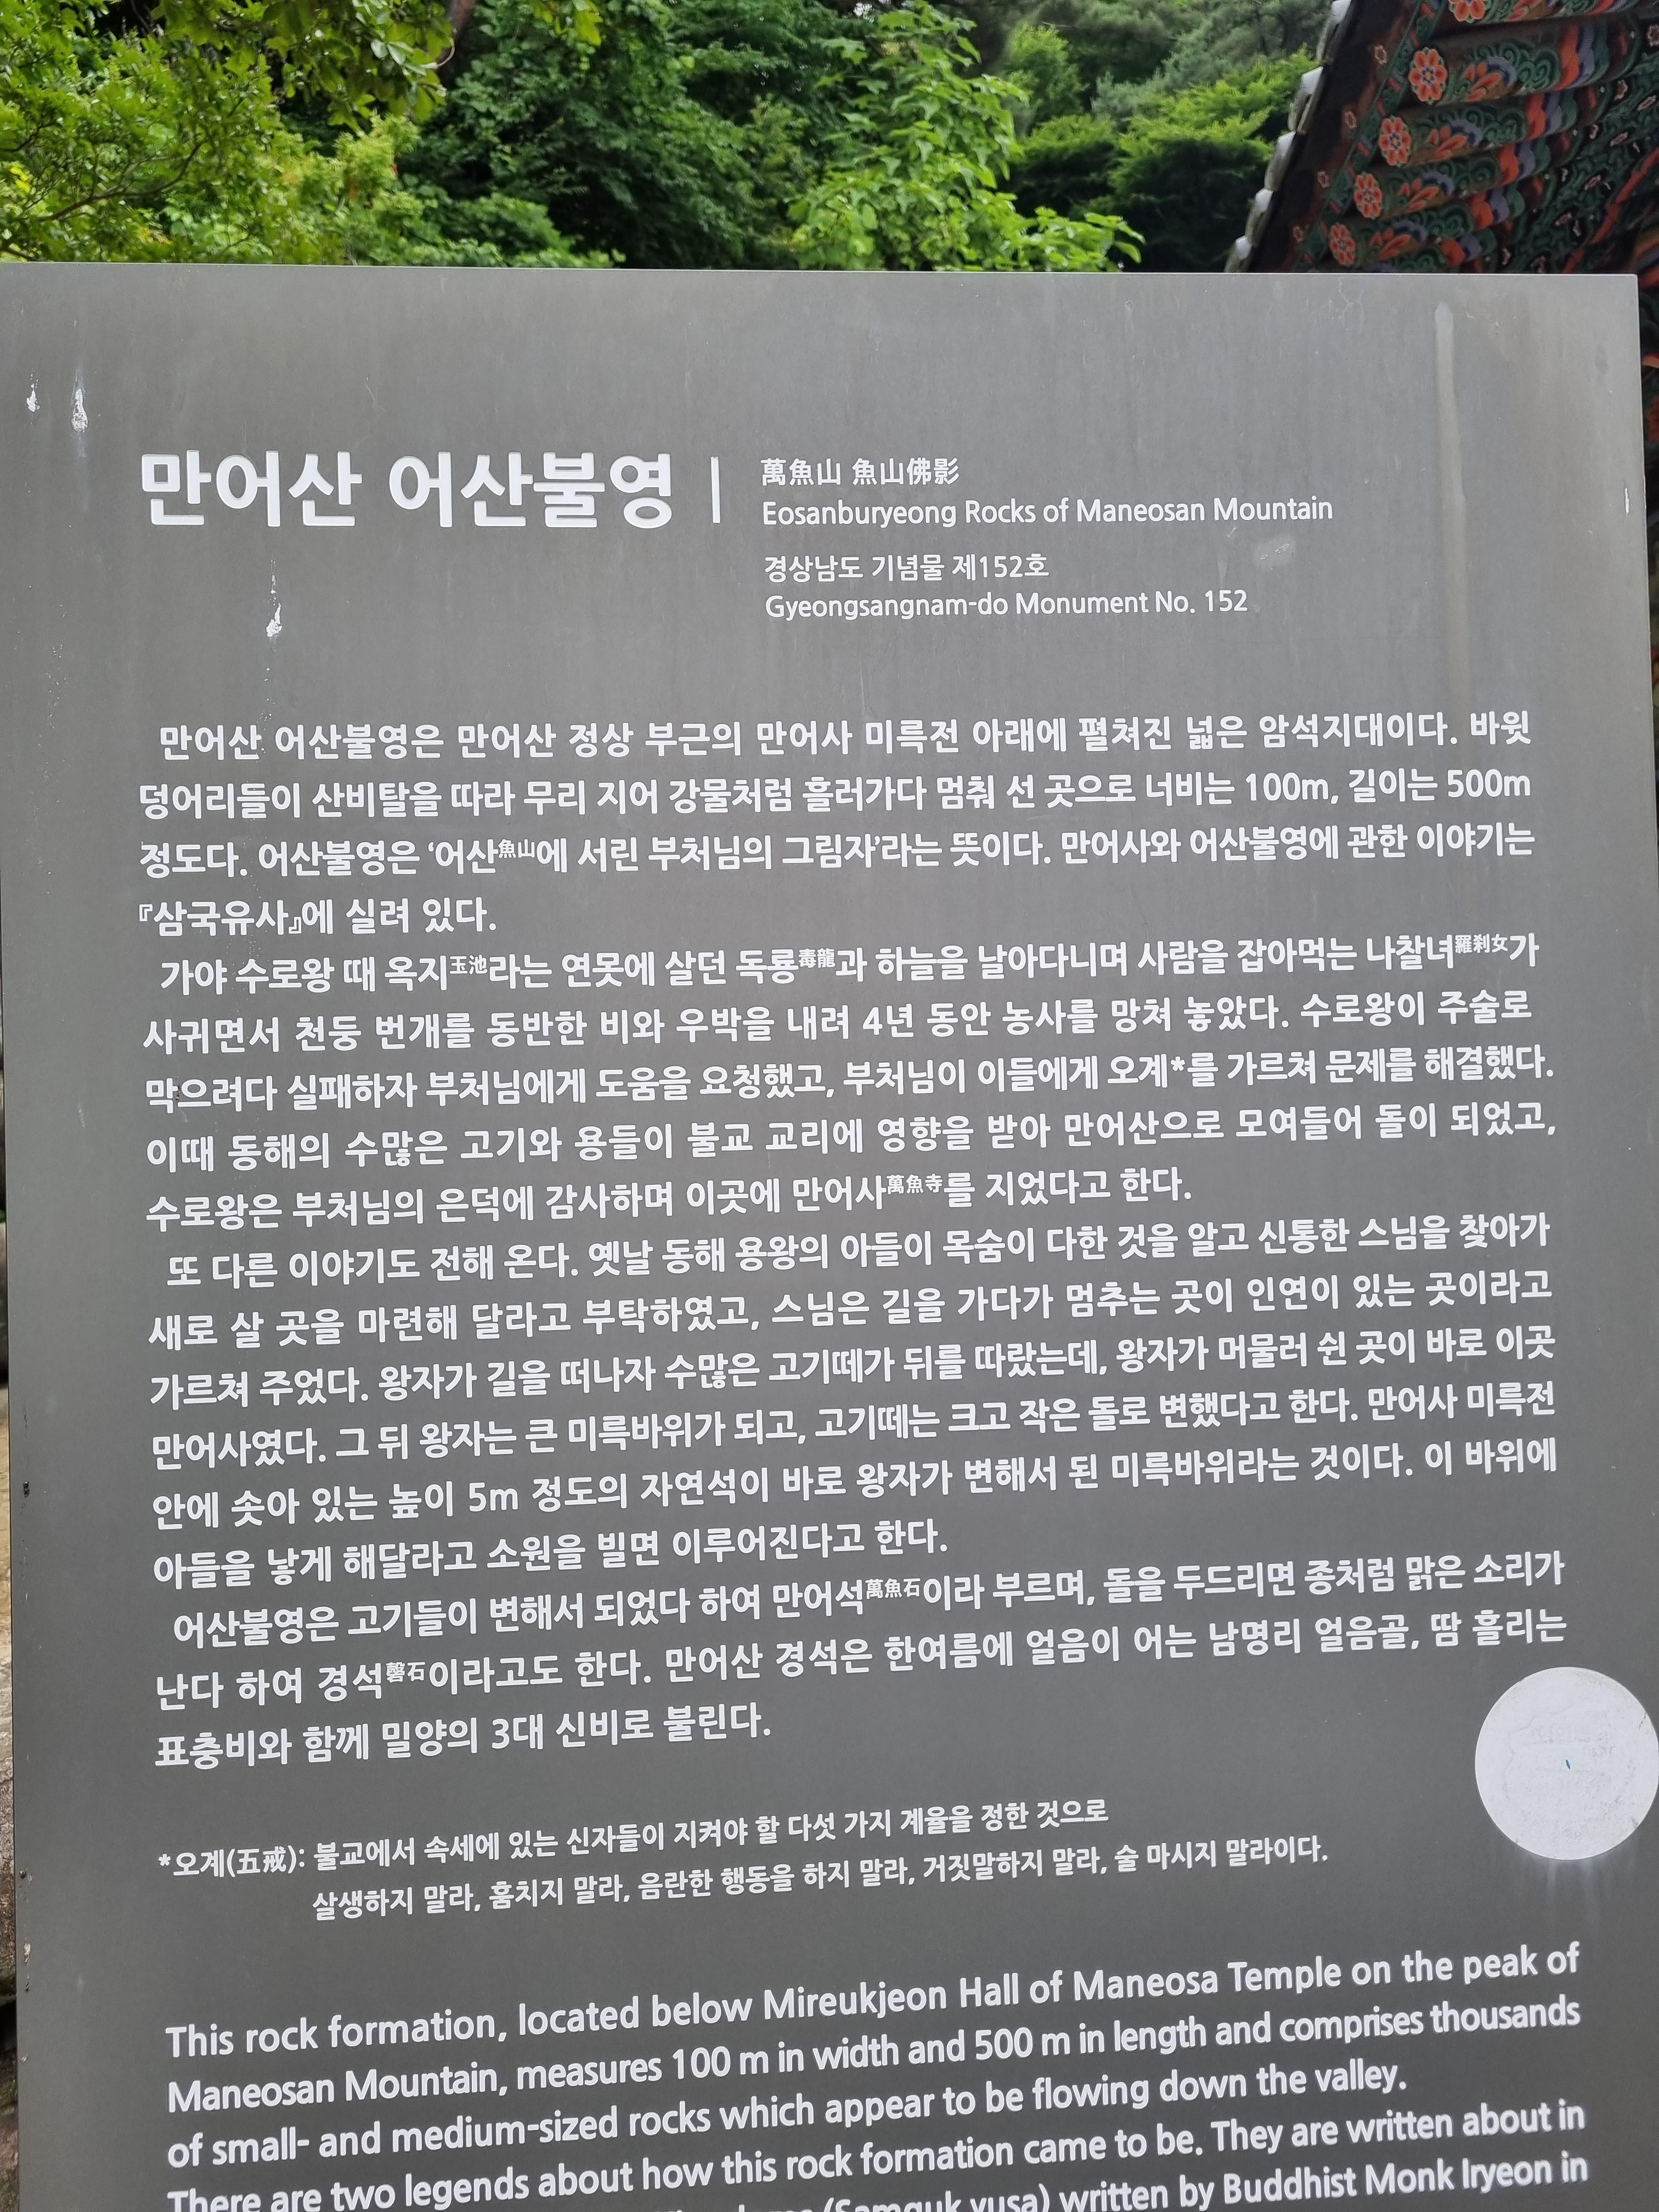 만어산 어산불영
萬魚山 魚山佛影
Eosanburyeong Rocks of Maneosan Mountain
경상남도 기념물 제152호
Gyeongsangnam-do Monument No. 152
만어산 어산불영은 만어산 정상 부근의 만어사 미륵전 아래에 펼쳐진 넓은 암석지대이다. 바윗
덩어리들이 산비탈을 따라 무리 지어 강물처럼 흘러가다 멈춰 선 곳으로 너비는 100m, 길이는 500m
정도다. 어산불영은 ‘어산魚山에 서린 부처님의 그림자’라는 뜻이다. 만어사와 어산불영에 관한 이야기는
『삼국유사』에 실려 있다.
가야 수로왕 때 옥지玉池라는 연못에 살던 독룡毒龍과 하늘을 날아다니며 사람을 잡아먹는 나찰녀羅刹女가
사귀면서 천둥 번개를 동반한 비와 우박을 내려 4년 동안 농사를 망쳐 놓았다. 수로왕이 주술로
막으려다 실패하자 부처님에게 도움을 요청했고, 부처님이 이들에게 오계*를 가르쳐 문제를 해결했다.
이때 동해의 수많은 고기와 용들이 불교 교리에 영향을 받아 만어산으로 모여들어 돌이 되었고,
수로왕은 부처님의 은덕에 감사하며 이곳에 만어사萬魚寺를 지었다고 한다.
또 다른 이야기도 전해 온다. 옛날 동해 용왕의 아들이 목숨이 다한 것을 알고 신통한 스님을 찾아가
새로 살 곳을 마련해 달라고 부탁하였고, 스님은 길을 가다가 멈추는 곳이 인연이 있는 곳이라고
가르쳐 주었다. 왕자가 길을 떠나자 수많은 고기떼가 뒤를 따랐는데, 왕자가 머물러 쉰 곳이 바로 이곳
만어사였다. 그 뒤 왕자는 큰 미륵바위가 되고, 고기떼는 크고 작은 돌로 변했다고 한다. 만어사 미륵전
안에 솟아 있는 높이 5m 정도의 자연석이 바로 왕자가 변해서 된 미륵바위라는 것이다. 이 바위에
아들을 낳게 해달라고 소원을 빌면 이루어진다고 한다.
어산불영은 고기들이 변해서 되었다 하여 만어석萬魚石이라 부르며, 돌을 두드리면 종처럼 맑은 소리가
난다 하여 경석磬石이라고도 한다. 만어산 경석은 한여름에 얼음이 어는 남명리 얼음골, 땀 흘리는
표충비와 함께 밀양의 3대 신비로 불린다.
*오계(五戒): 불교에서 속세에 있는 신자들이 지켜야 할 다섯 가지 계율을 정한 것으로
살생하지 말라, 훔치지 말라, 음란한 행동을 하지 말라, 거짓말하지 말라, 술 마시지 말라이다.
This rock formation, located below Mireukjeon Hall of Maneosa Temple on the peak of
Maneosan Mountain, measures 100 m in width and 500 m in length and comprises thousands
of small- and medium-sized rocks which appear to be flowing down the valley.
There are two legends about how this rock formation came to be. They are written about in
(Samguk yusa) written by Buddhist Monk Iryeon in